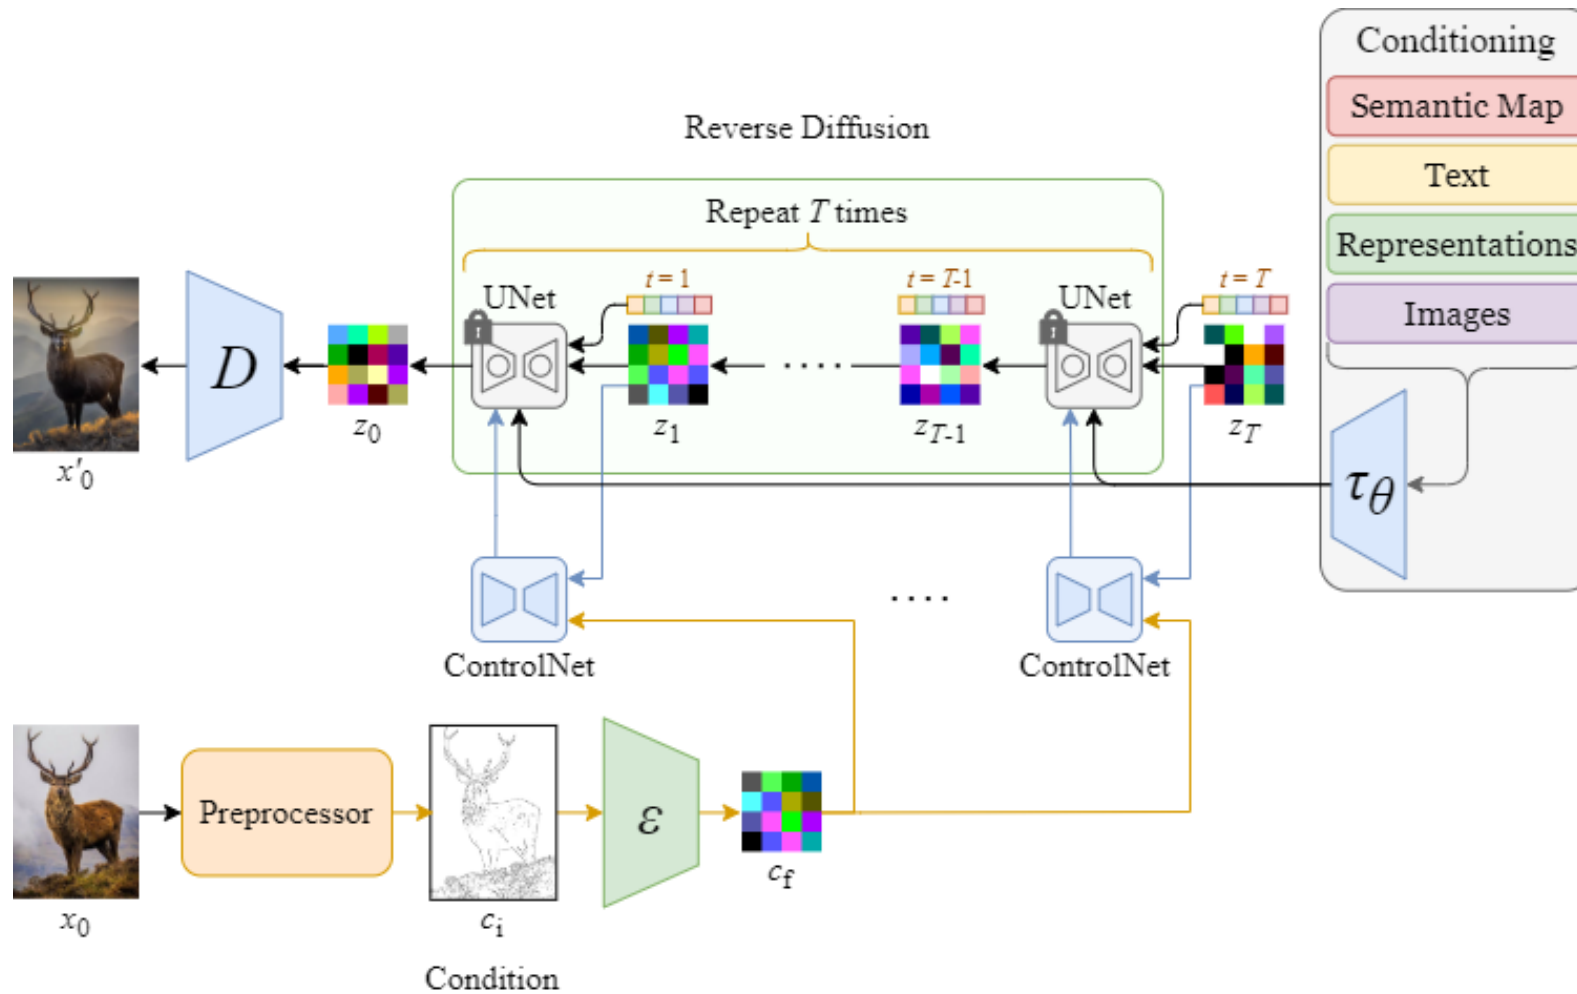 Conditioning
Semantic Map
Text
Representations
Images
τθ
Reverse Diffusion
Repeat T times
t = 1
t = T-1
t = T
UNet
UNet
D
x'0
z0
z1
. . . .
zT-1
zT
. . . .
ControlNet
ControlNet
Preprocessor
ε
x0
ci
cf
Condition